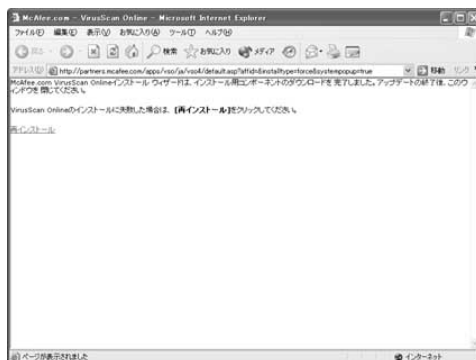 McAfee.com - VirusScan Online - Microsoft Internet Explorer
ファイル(F) 編集(E) 表示(V) お気に入り(A) ツール(T) ヘルプ(H)
戻る 検索 お気に入り メディア
アドレス(D) http://partners.mcafee.com/apps/vso/ja/vso4/default.asp?affid=&installtype=force&systempopup=true 移動 リンク
McAfee.com VirusScan Onlineインストール ウィザードは、インストール用コンポーネントのダウンロードを完了しました。アップデートの終了後、このウ
ィンドウを閉じてください。
VirusScan Onlineのインストールに失敗した場合は、[再インストール]をクリックしてください。
再インストール
ページが表示されました インターネット